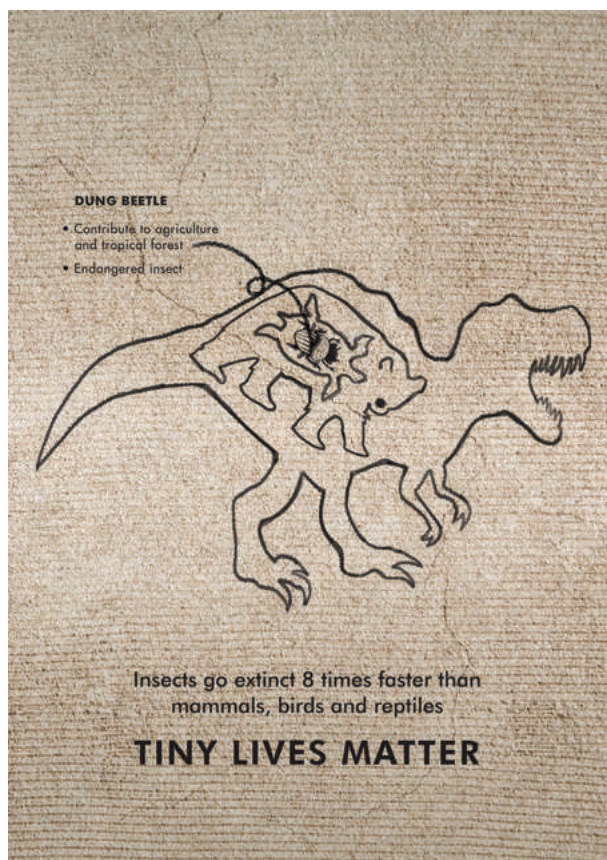 DUNG BEETLE
• Contribute to agriculture
and tropical forest
• Endangered insect
Insects go extinct 8 times faster than
mammals, birds and reptiles
TINY LIVES MATTER